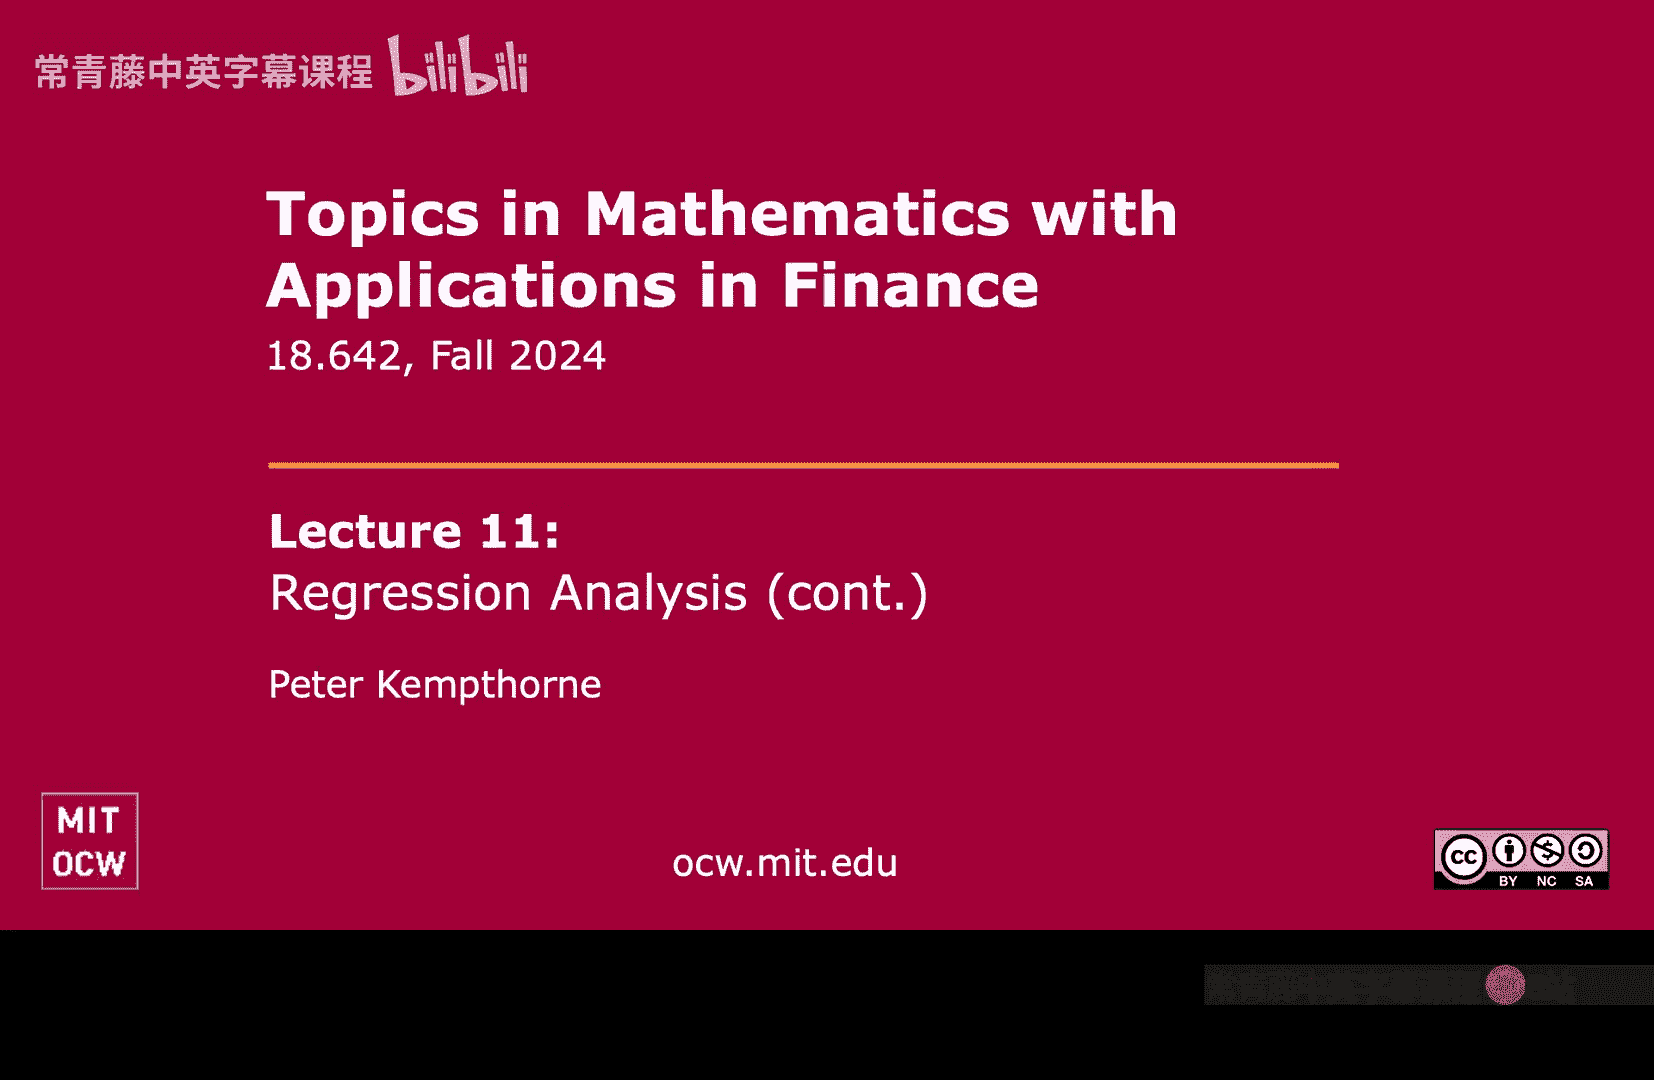 常青藤中英字幕课程 bilibili
Topics in Mathematics with
Applications in Finance
18.642, Fall 2024
Lecture 11:
Regression Analysis (cont.)
Peter Kempthorne
MIT
OCW
ocw.mit.edu
cc
BY NC SA